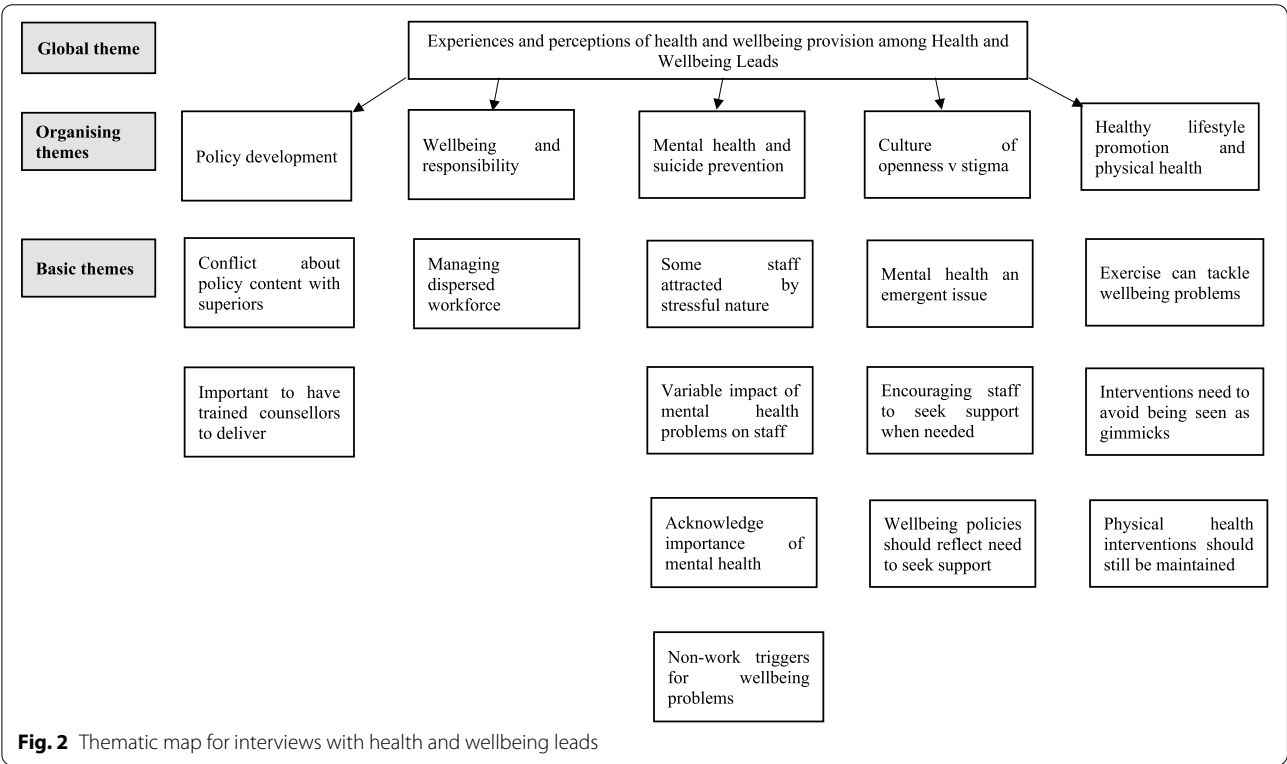 Global theme
Experiences and perceptions of health and wellbeing provision among Health and
Wellbeing Leads
Organising
themes
Policy development
Wellbeing and
responsibility
Mental health and
suicide prevention
Culture of
openness v stigma
Healthy lifestyle
promotion and
physical health
Basic themes
Conflict about
policy content with
superiors
Managing
dispersed
workforce
Some staff
attracted by
stressful nature
Mental health an
emergent issue
Exercise can tackle
wellbeing problems
Important to have
trained counsellors
to deliver
Variable impact of
mental health
problems on staff
Encouraging staff
to seek support
when needed
Interventions need to
avoid being seen as
gimmicks
Acknowledge
importance of
mental health
Wellbeing policies
should reflect need
to seek support
Physical health
interventions should
still be maintained
Non-work triggers
for wellbeing
problems
Fig. 2 Thematic map for interviews with health and wellbeing leads